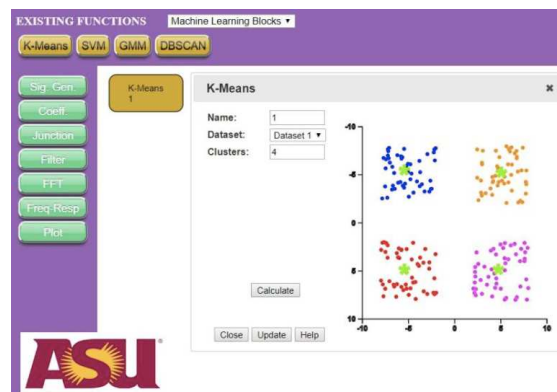 EXISTING FUNCTIONS Machine Learning Blocks
K-Means SVM GMM DBSCAN
Sig. Gen.
Coeff.
Junction
Filter
FFT
Freq-Resp
Plot
K-Means
1
K-Means
Name: 1
Dataset: Dataset 1
Clusters: 4
Calculate
Close Update Help
-10
-5
0
5
10
-10 -5 0 5 10
ASU